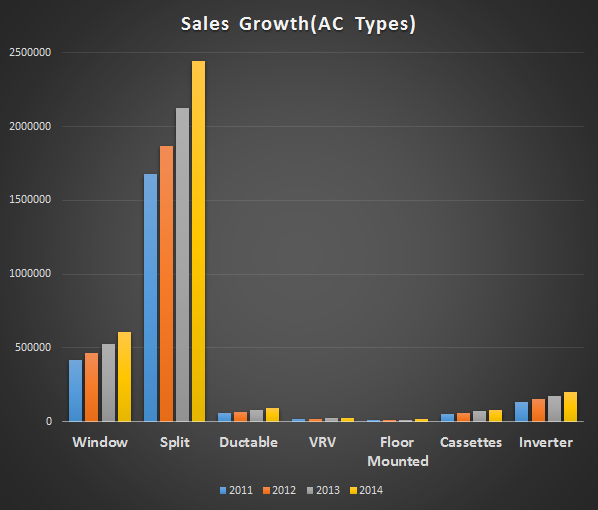 Sales Growth(AC Types)
2500000
2000000
1500000
1000000
500000
0
Window Split Ductable VRV Floor Mounted Cassettes Inverter
2011 2012 2013 2014